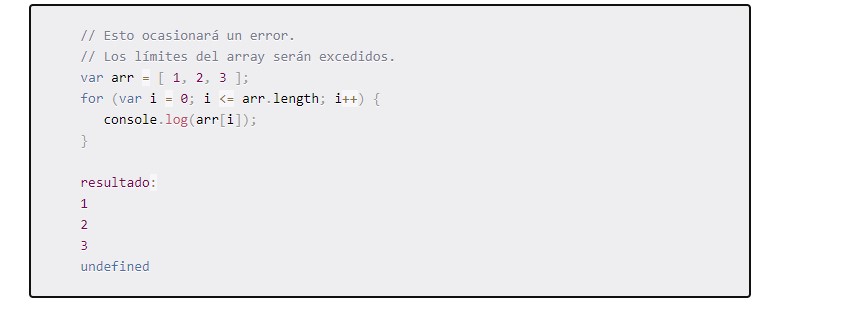 // Esto ocasionará un error.
// Los límites del array serán excedidos.
var arr = [ 1, 2, 3 ];
for (var i = 0; i <= arr.length; i++) {
   console.log(arr[i]);
}

resultado:
1
2
3
undefined